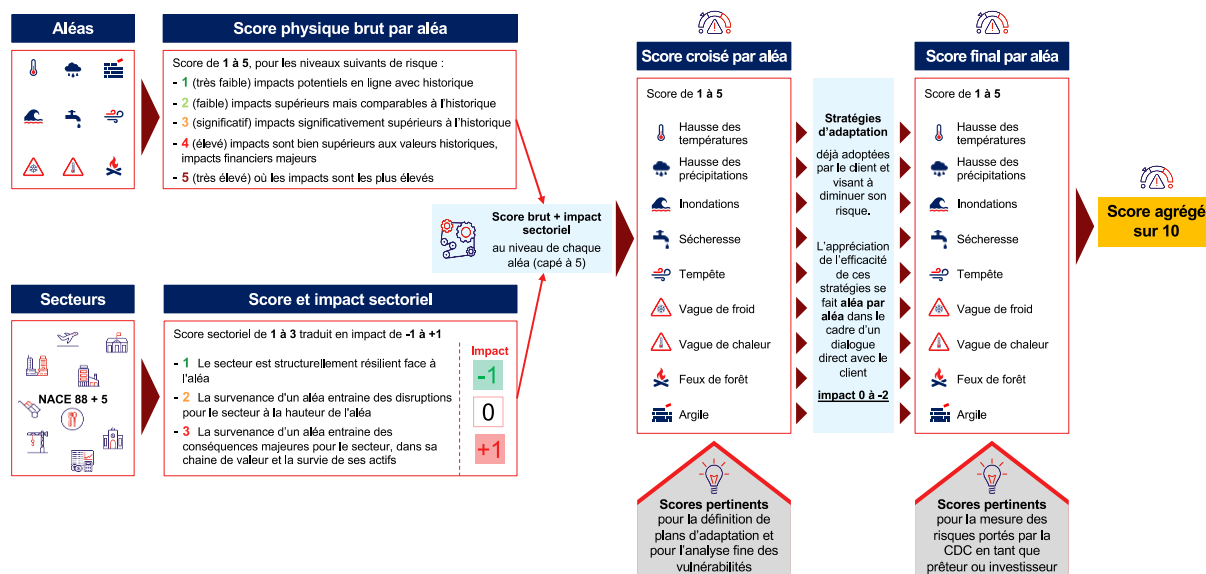 Aléas
Score physique brut par aléa
Score de 1 à 5, pour les niveaux suivants de risque :
- 1 (très faible) impacts potentiels en ligne avec historique
- 2 (faible) impacts supérieurs mais comparables à l'historique
- 3 (significatif) impacts significativement supérieurs à l'historique
- 4 (élevé) impacts sont bien supérieurs aux valeurs historiques,
impacts financiers majeurs
- 5 (très élevé) où les impacts sont les plus élevés
Secteurs
NACE 88 + 5
Score et impact sectoriel
Score sectoriel de 1 à 3 traduit en impact de -1 à +1
- 1 Le secteur est structurellement résilient face à
l'aléa
- 2 La survenance d'un aléa entraine des disruptions
pour le secteur à la hauteur de l'aléa
- 3 La survenance d'un aléa entraine des
conséquences majeures pour le secteur, dans sa
chaine de valeur et la survie de ses actifs
Impact
-1
0
+1
Score brut + impact
sectoriel
au niveau de chaque
aléa (capé à 5)
Score croisé par aléa
Score de 1 à 5
Hausse des
températures
Hausse des
précipitations
Inondations
Sécheresse
Tempête
Vague de froid
Vague de chaleur
Feux de forêt
Argile
Scores pertinents
pour la définition de
plans d'adaptation et
pour l'analyse fine des
vulnérabilités
Stratégies
d'adaptation
déjà adoptées
par le client et
visant à
diminuer son
risque.
L'appréciation
de l'efficacité
de ces
stratégies se
fait aléa par
aléa dans le
cadre d'un
dialogue
direct avec le
client
impact 0 à -2
Score final par aléa
Score de 1 à 5
Hausse des
températures
Hausse des
précipitations
Inondations
Sécheresse
Tempête
Vague de froid
Vague de chaleur
Feux de forêt
Argile
Scores pertinents
pour la mesure des
risques portés par la
CDC en tant que
prêteur ou investisseur
Score agrégé
sur 10